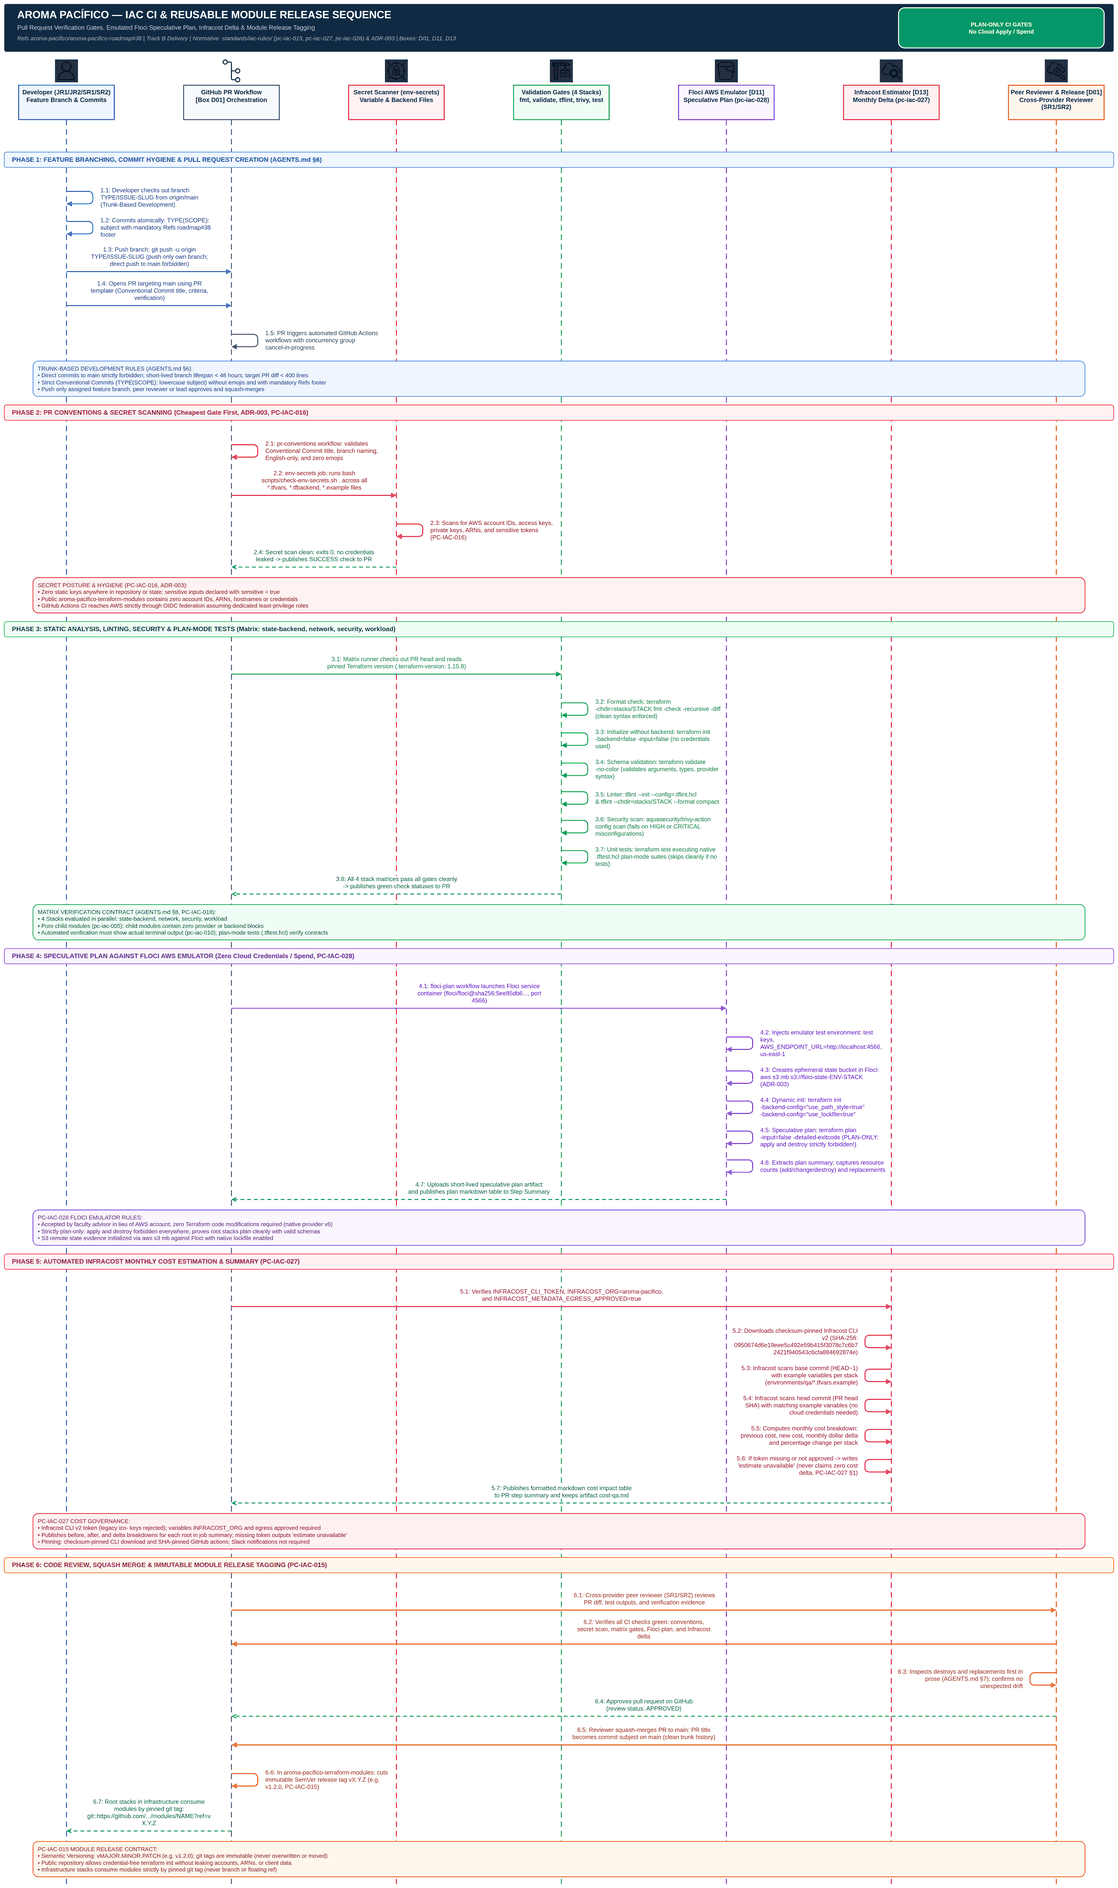 AROMA PACÍFICO — IAC CI & REUSABLE MODULE RELEASE SEQUENCE
Pull Request Verification Gates, Emulated Floci Speculative Plan, Infracost Delta & Module Release Tagging
Refs aroma-pacifico/aroma-pacifico-roadmap#38 | Track B Delivery | Normative: standards/iac-rules/ (pc-iac-015, pc-iac-027, pc-iac-028) & ADR-003 | Boxes: D01, D11, D13
PLAN-ONLY CI GATES
No Cloud Apply / Spend
Developer (JR1/JR2/SR1/SR2)
Feature Branch & Commits
GitHub PR Workflow
[Box D01] Orchestration
Secret Scanner (env-secrets)
Variable & Backend Files
Validation Gates (4 Stacks)
fmt, validate, tflint, trivy, test
Floci AWS Emulator [D11]
Speculative Plan (pc-iac-028)
Infracost Estimator [D13]
Monthly Delta (pc-iac-027)
Peer Reviewer & Release [D01]
Cross-Provider Reviewer
(SR1/SR2)
PHASE 1: FEATURE BRANCHING, COMMIT HYGIENE & PULL REQUEST CREATION (AGENTS.md §6)
1.1: Developer checks out branch
TYPE/ISSUE-SLUG from origin/main
(Trunk-Based Development)
1.2: Commits atomically: TYPE(SCOPE):
subject with mandatory Refs roadmap#38
footer
1.3: Push branch: git push -u origin
TYPE/ISSUE-SLUG (push only own branch;
direct push to main forbidden)
1.4: Opens PR targeting main using PR
template (Conventional Commit title, criteria,
verification)
1.5: PR triggers automated GitHub Actions
workflows with concurrency group
cancel-in-progress
TRUNK-BASED DEVELOPMENT RULES (AGENTS.md §6):
• Direct commits to main strictly forbidden; short-lived branch lifespan < 48 hours; target PR diff < 400 lines
• Strict Conventional Commits (TYPE(SCOPE): lowercase subject) without emojis and with mandatory Refs footer
• Push only assigned feature branch; peer reviewer or lead approves and squash-merges
PHASE 2: PR CONVENTIONS & SECRET SCANNING (Cheapest Gate First, ADR-003, PC-IAC-016)
2.1: pr-conventions workflow: validates
Conventional Commit title, branch naming,
English-only, and zero emojis
2.2: env-secrets job: runs bash
scripts/check-env-secrets.sh . across all
*.tfvars, *.tfbackend, *.example files
2.3: Scans for AWS account IDs, access keys,
private keys, ARNs, and sensitive tokens
(PC-IAC-016)
2.4: Secret scan clean: exits 0, no credentials
leaked -> publishes SUCCESS check to PR
SECRET POSTURE & HYGIENE (PC-IAC-016, ADR-003):
• Zero static keys anywhere in repository or state; sensitive inputs declared with sensitive = true
• Public aroma-pacifico-terraform-modules contains zero account IDs, ARNs, hostnames or credentials
• GitHub Actions CI reaches AWS strictly through OIDC federation assuming dedicated least-privilege roles
PHASE 3: STATIC ANALYSIS, LINTING, SECURITY & PLAN-MODE TESTS (Matrix: state-backend, network, security, workload)
3.1: Matrix runner checks out PR head and reads
pinned Terraform version (.terraform-version: 1.15.8)
3.2: Format check: terraform
-chdir=stacks/STACK fmt -check -recursive -diff
(clean syntax enforced)
3.3: Initialize without backend: terraform init
-backend=false -input=false (no credentials
used)
3.4: Schema validation: terraform validate
-no-color (validates arguments, types, provider
syntax)
3.5: Linter: tflint --init --config=.tflint.hcl
& tflint --chdir=stacks/STACK --format compact
3.6: Security scan: aquasecurity/trivy-action
config scan (fails on HIGH or CRITICAL
misconfigurations)
3.7: Unit tests: terraform test executing native
.tftest.hcl plan-mode suites (skips cleanly if no
tests)
3.8: All 4 stack matrices pass all gates cleanly
-> publishes green check statuses to PR
MATRIX VERIFICATION CONTRACT (AGENTS.md §8, PC-IAC-018):
• 4 Stacks evaluated in parallel: state-backend, network, security, workload
• Pure child modules (pc-iac-005): child modules contain zero provider or backend blocks
• Automated verification must show actual terminal output (pc-iac-010); plan-mode tests (.tftest.hcl) verify contracts
PHASE 4: SPECULATIVE PLAN AGAINST FLOCI AWS EMULATOR (Zero Cloud Credentials / Spend, PC-IAC-028)
4.1: floci-plan workflow launches Floci service
container (floci/floci@sha256:5ee85db6..., port
4566)
4.2: Injects emulator test environment: test
keys,
AWS_ENDPOINT_URL=http://localhost:4566,
us-east-1
4.3: Creates ephemeral state bucket in Floci:
aws s3 mb s3://floci-state-ENV-STACK
(ADR-003)
4.4: Dynamic init: terraform init
-backend-config="use_path_style=true"
-backend-config="use_lockfile=true"
4.5: Speculative plan: terraform plan
-input=false -detailed-exitcode (PLAN-ONLY:
apply and destroy strictly forbidden!)
4.6: Extracts plan summary: captures resource
counts (add/change/destroy) and replacements
4.7: Uploads short-lived speculative plan artifact
and publishes plan markdown table to Step Summary
PC-IAC-028 FLOCI EMULATOR RULES:
• Accepted by faculty advisor in lieu of AWS account; zero Terraform code modifications required (native provider v6)
• Strictly plan-only: apply and destroy forbidden everywhere; proves root stacks plan cleanly with valid schemas
• S3 remote state evidence initialized via aws s3 mb against Floci with native lockfile enabled
PHASE 5: AUTOMATED INFRACOST MONTHLY COST ESTIMATION & SUMMARY (PC-IAC-027)
5.1: Verifies INFRACOST_CLI_TOKEN, INFRACOST_ORG=aroma-pacifico,
and INFRACOST_METADATA_EGRESS_APPROVED=true
5.2: Downloads checksum-pinned Infracost CLI
v2 (SHA-256:
0950674d6e19eee5c492e59b415f3078c7c6b7
2421f940543c6cfa884692874e)
5.3: Infracost scans base commit (HEAD~1)
with example variables per stack
(environments/qa/*.tfvars.example)
5.4: Infracost scans head commit (PR head
SHA) with matching example variables (no
cloud credentials needed)
5.5: Computes monthly cost breakdown:
previous cost, new cost, monthly dollar delta
and percentage change per stack
5.6: If token missing or not approved -> writes
'estimate unavailable' (never claims zero cost
delta, PC-IAC-027 §1)
5.7: Publishes formatted markdown cost impact table
to PR step summary and keeps artifact cost-qa.md
PC-IAC-027 COST GOVERNANCE:
• Infracost CLI v2 token (legacy ico- keys rejected); variables INFRACOST_ORG and egress approved required
• Publishes before, after, and delta breakdowns for each root in job summary; missing token outputs 'estimate unavailable'
• Pinning: checksum-pinned CLI download and SHA-pinned GitHub actions; Slack notifications not required
PHASE 6: CODE REVIEW, SQUASH MERGE & IMMUTABLE MODULE RELEASE TAGGING (PC-IAC-015)
6.1: Cross-provider peer reviewer (SR1/SR2) reviews
PR diff, test outputs, and verification evidence
6.2: Verifies all CI checks green: conventions,
secret scan, matrix gates, Floci plan, and Infracost
delta
6.3: Inspects destroys and replacements first in
prose (AGENTS.md §7); confirms no
unexpected drift
6.4: Approves pull request on GitHub
(review status: APPROVED)
6.5: Reviewer squash-merges PR to main: PR title
becomes commit subject on main (clean trunk history)
6.6: In aroma-pacifico-terraform-modules: cuts
immutable SemVer release tag vX.Y.Z (e.g.
v1.2.0, PC-IAC-015)
6.7: Root stacks in infrastructure consume
modules by pinned git tag:
git::https://github.com/.../modules/NAME?ref=v
X.Y.Z
PC-IAC-015 MODULE RELEASE CONTRACT:
• Semantic Versioning: vMAJOR.MINOR.PATCH (e.g. v1.2.0); git tags are immutable (never overwritten or moved)
• Public repository allows credential-free terraform init without leaking accounts, ARNs, or client data
• Infrastructure stacks consume modules strictly by pinned git tag (never branch or floating ref)